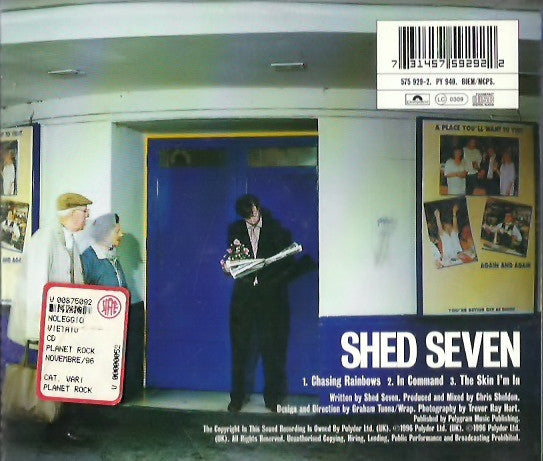 7 31457 59292 2
575 929-2. PY 940. BIEM/MCPS.
LC 0309
A PLACE YOU'LL WANT TO VISIT
AGAIN AND AGAIN
V 00875092
NOLEGGIO
VIETATO
CD
PLANET ROCK
NOVEMBRE/96
CAT. VARI
PLANET ROCK
SHED SEVEN
1. Chasing Rainbows 2. In Command 3. The Skin I'm In
Written by Shed Seven. Produced and Mixed by Chris Sheldon.
Design and Direction by Graham Tunna/Wrap. Photography by Trevor Ray Hart.
Published by Polygram Music Publishing.
The Copyright In This Sound Recording Is Owned By Polydor Ltd. (UK). ℗1996 Polydor Ltd. (UK). ©1996 Polydor Ltd.
(UK). All Rights Reserved. Unauthorised Copying, Hiring, Lending, Public Performance and Broadcasting Prohibited.